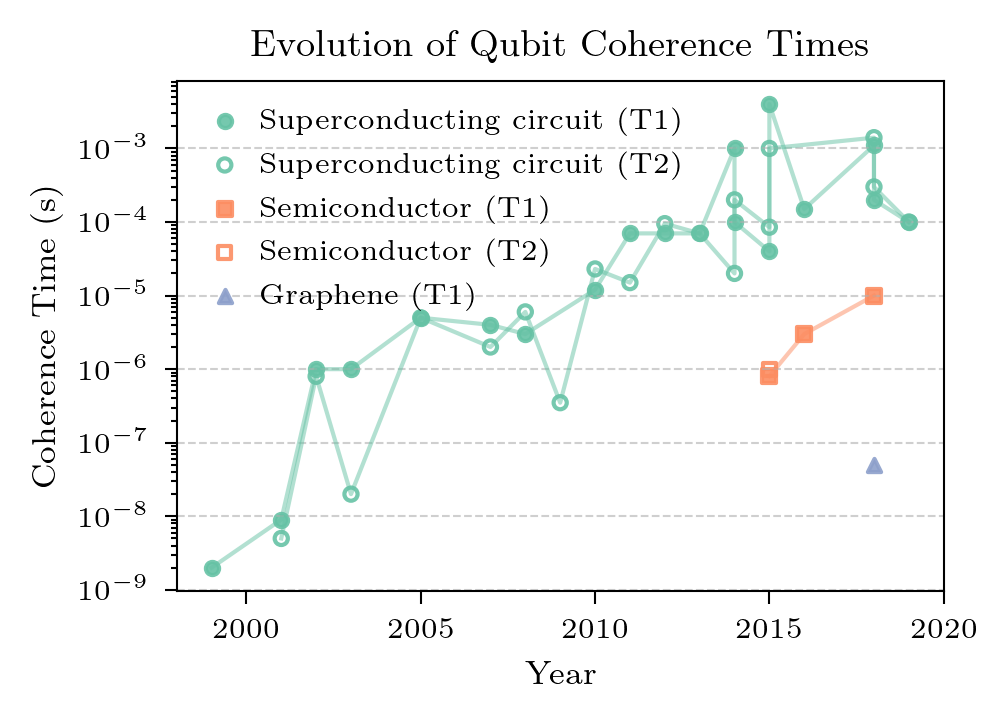 Evolution of Qubit Coherence Times
Superconducting circuit (T1)
Superconducting circuit (T2)
Semiconductor (T1)
Semiconductor (T2)
Graphene (T1)
Coherence Time (s)
10⁻³
10⁻⁴
10⁻⁵
10⁻⁶
10⁻⁷
10⁻⁸
10⁻⁹
2000 2005 2010 2015 2020
Year